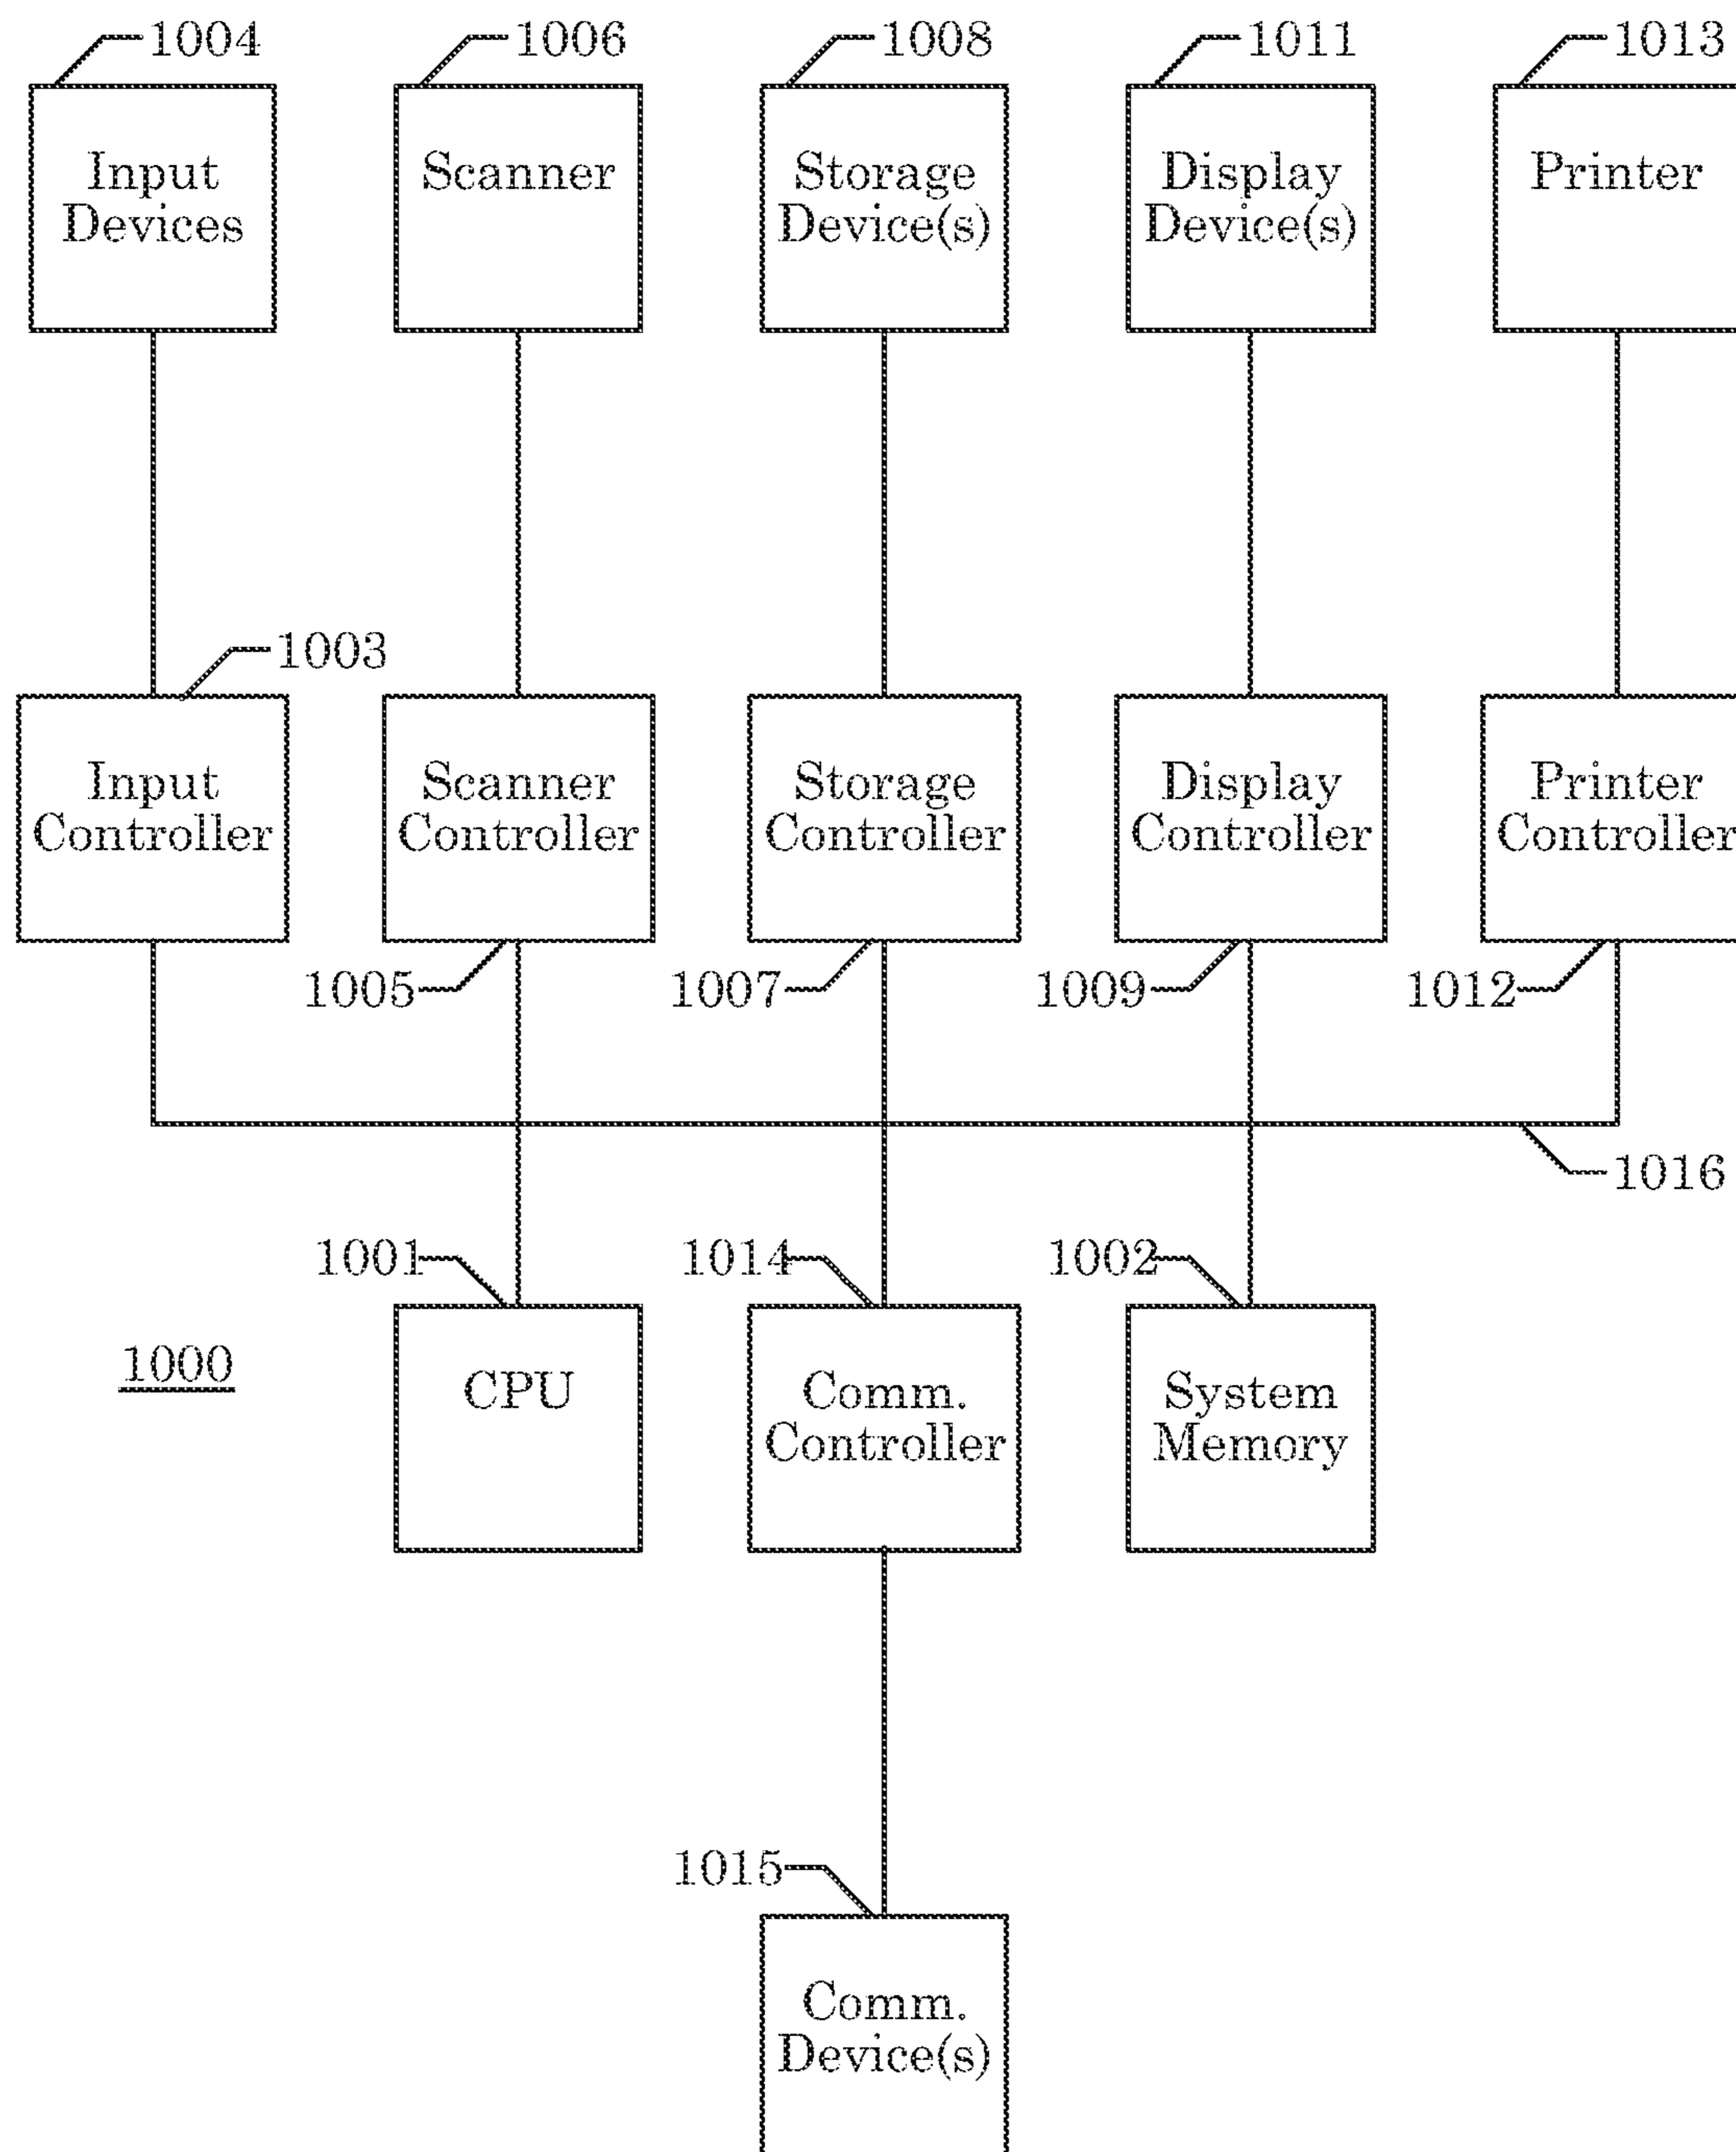 1004
1006
1008
1011
1013
Input
Devices
Scanner
Storage
Device(s)
Display
Device(s)
Printer
1003
Input
Controller
Scanner
Controller
Storage
Controller
Display
Controller
Printer
Controller
1005
1007
1009
1012
1016
1001
1014
1002
1000
CPU
Comm.
Controller
System
Memory
1015
Comm.
Device(s)